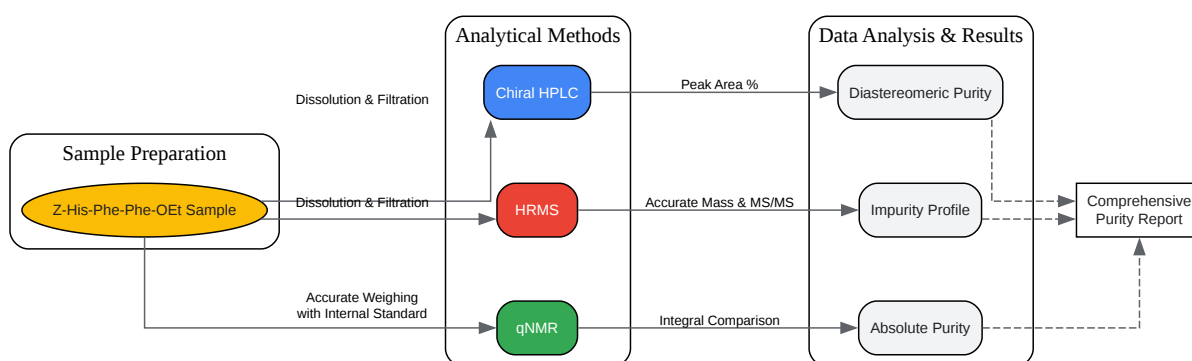 Analytical Methods
Data Analysis & Results
Chiral HPLC
Peak Area %
Diastereomeric Purity
Dissolution & Filtration
Sample Preparation
Z-His-Phe-Phe-OEt Sample
Dissolution & Filtration
HRMS
Accurate Mass & MS/MS
Impurity Profile
Comprehensive
Purity Report
Accurate Weighing
with Internal Standard
qNMR
Integral Comparison
Absolute Purity